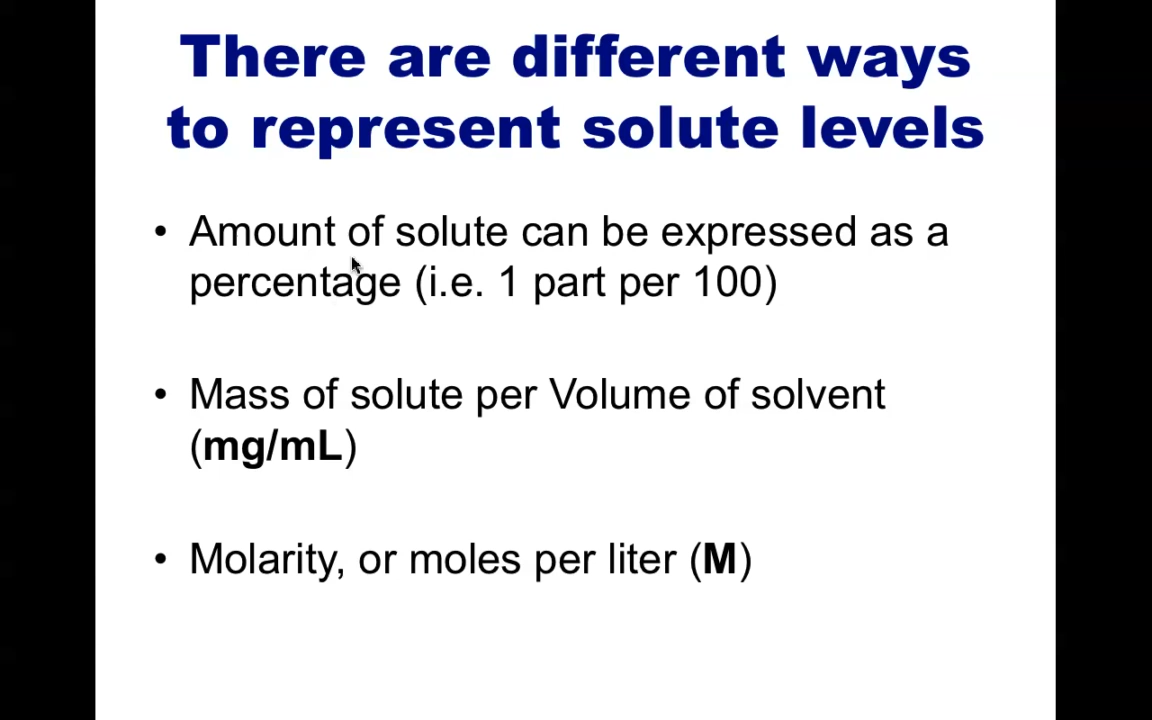 There are different ways
to represent solute levels
• Amount of solute can be expressed as a
percentage (i.e. 1 part per 100)
• Mass of solute per Volume of solvent
(mg/mL)
• Molarity, or moles per liter (M)